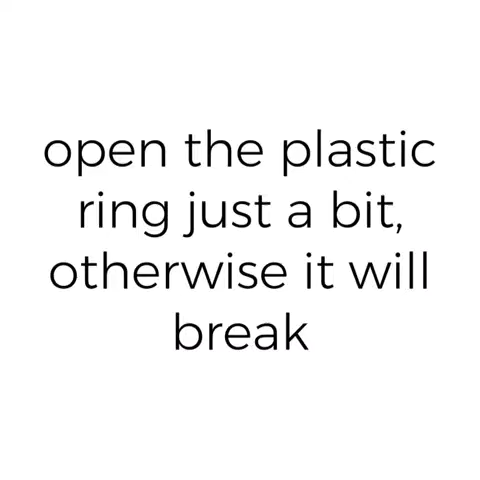 open the plastic
ring just a bit,
otherwise it will
break